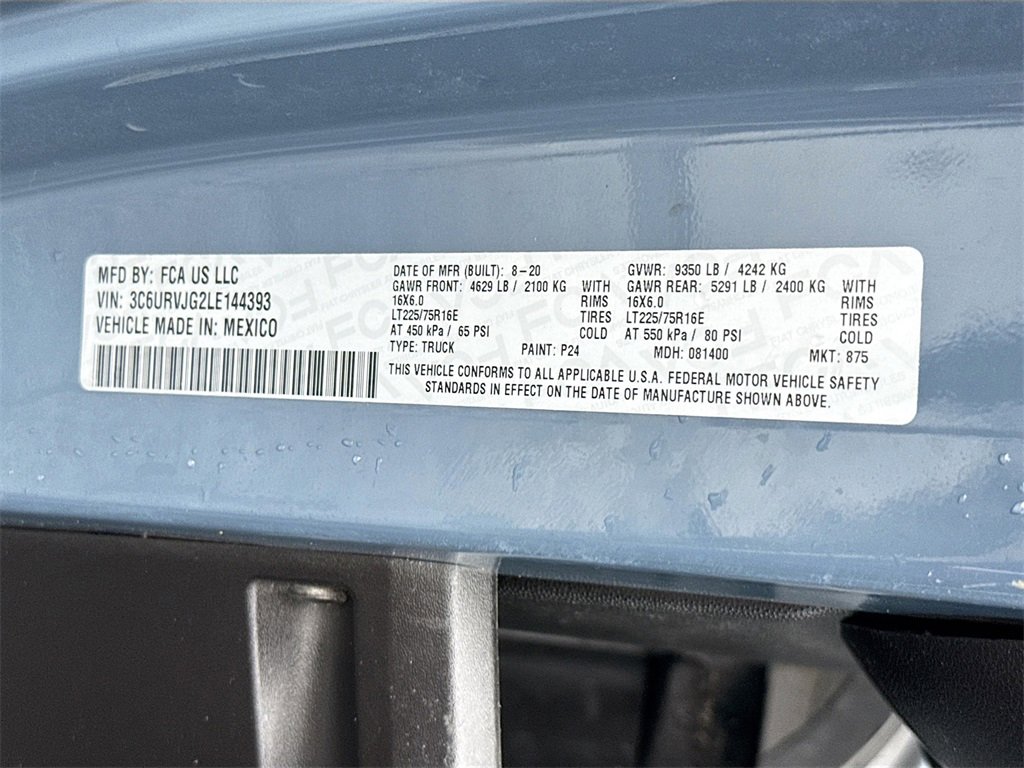 MFD BY: FCA US LLC
VIN: 3C6URVJG2LE144393
VEHICLE MADE IN: MEXICO
DATE OF MFR (BUILT): 8-20 GVWR: 9350 LB / 4242 KG
GAWR FRONT: 4629 LB / 2100 KG WITH GAWR REAR: 5291 LB / 2400 KG WITH
16X6.0 RIMS 16X6.0 RIMS
LT225/75R16E TIRES LT225/75R16E TIRES
AT 450 kPa / 65 PSI COLD AT 550 kPa / 80 PSI COLD
TYPE: TRUCK PAINT: P24 MDH: 081400 MKT: 875
THIS VEHICLE CONFORMS TO ALL APPLICABLE U.S.A. FEDERAL MOTOR VEHICLE SAFETY
STANDARDS IN EFFECT ON THE DATE OF MANUFACTURE SHOWN ABOVE.